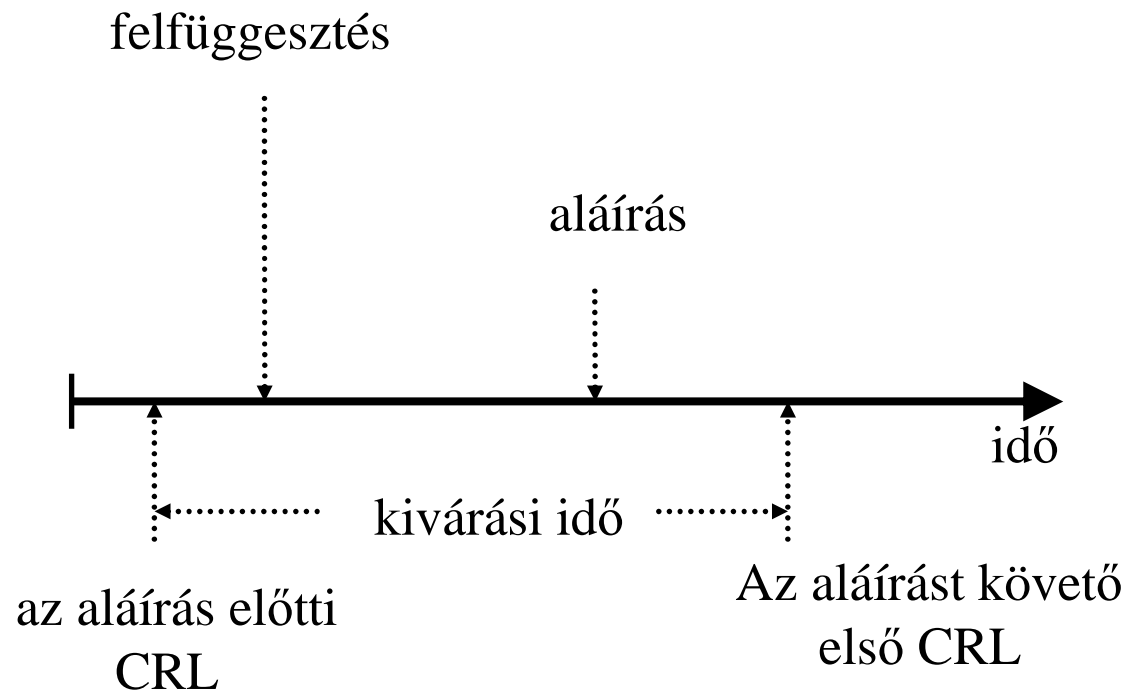 felfüggesztés
aláírás
idő
kivárási idő
az aláírás előtti
CRL
Az aláírást követő
első CRL